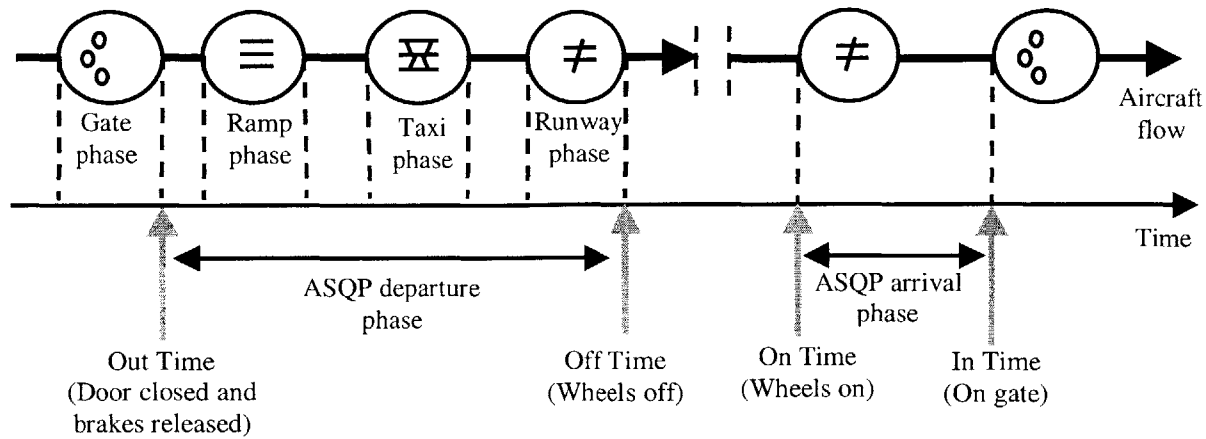 Gate
phase
Ramp
phase
Taxi
phase
Runway
phase
Aircraft
flow
Time
ASQP departure
phase
ASQP arrival
phase
Out Time
(Door closed and
brakes released)
Off Time
(Wheels off)
On Time
(Wheels on)
In Time
(On gate)